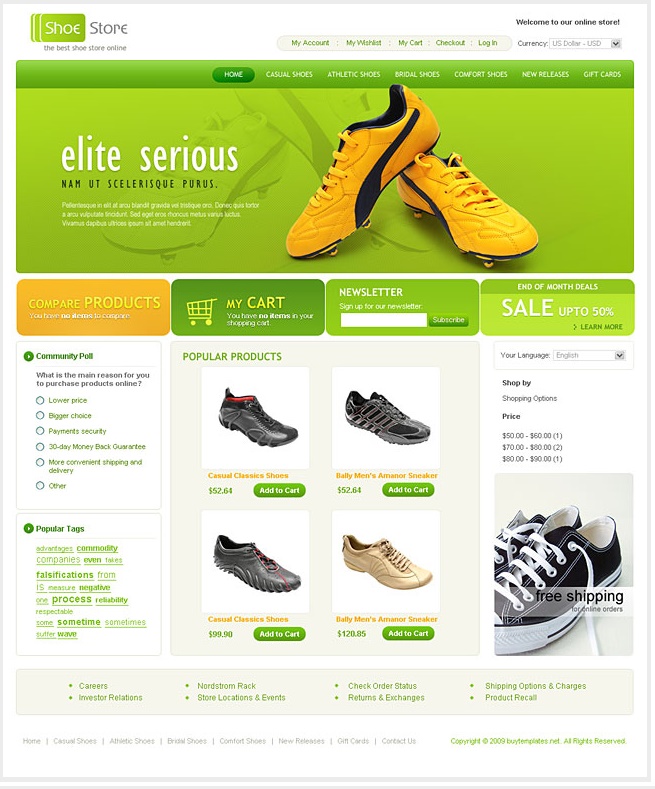 Shoe Store
the best shoe store online
Welcome to our online store!
My Account : My Wishlist : My Cart : Checkout : Log In
Currency: US Dollar - USD
HOME CASUAL SHOES ATHLETIC SHOES BRIDAL SHOES COMFORT SHOES NEW RELEASES GIFT CARDS
elite serious
NAM UT SCELERISQUE PURUS.
Pellentesque in elit at arcu blandit gravida vel tristique orci. Donec quis tortor
a arcu vulputate tincidunt. Sed eget eros rhoncus metus varius luctus.
Vivamus dapibus ultrices ipsum sit amet hendrerit.
COMPARE PRODUCTS
You have no items to compare.
MY CART
You have no items in your
shopping cart.
NEWSLETTER
Sign up for our newsletter:
Subscribe
END OF MONTH DEALS
SALE UPTO 50%
> LEARN MORE
Community Poll
What is the main reason for you
to purchase products online?
Lower price
Bigger choice
Payments security
30-day Money Back Guarantee
More convenient shipping and
delivery
Other
Popular Tags
advantages commodity
companies even fakes
falsifications from
IS measure negative
one process reliability
respectable
some sometime sometimes
suffer wave
POPULAR PRODUCTS
Casual Classics Shoes
$52.64 Add to Cart
Bally Men's Amanor Sneaker
$52.64 Add to Cart
Casual Classics Shoes
$99.90 Add to Cart
Bally Men's Amanor Sneaker
$120.85 Add to Cart
Your Language: English
Shop by
Shopping Options
Price
$50.00 - $60.00 (1)
$70.00 - $80.00 (2)
$80.00 - $90.00 (1)
free shipping
for online orders
Careers
Investor Relations
Nordstrom Rack
Store Locations & Events
Check Order Status
Returns & Exchanges
Shipping Options & Charges
Product Recall
Home | Casual Shoes | Athletic Shoes | Bridal Shoes | Comfort Shoes | New Releases | Gift Cards | Contact Us
Copyright © 2009 buytemplates.net. All Rights Reserved.